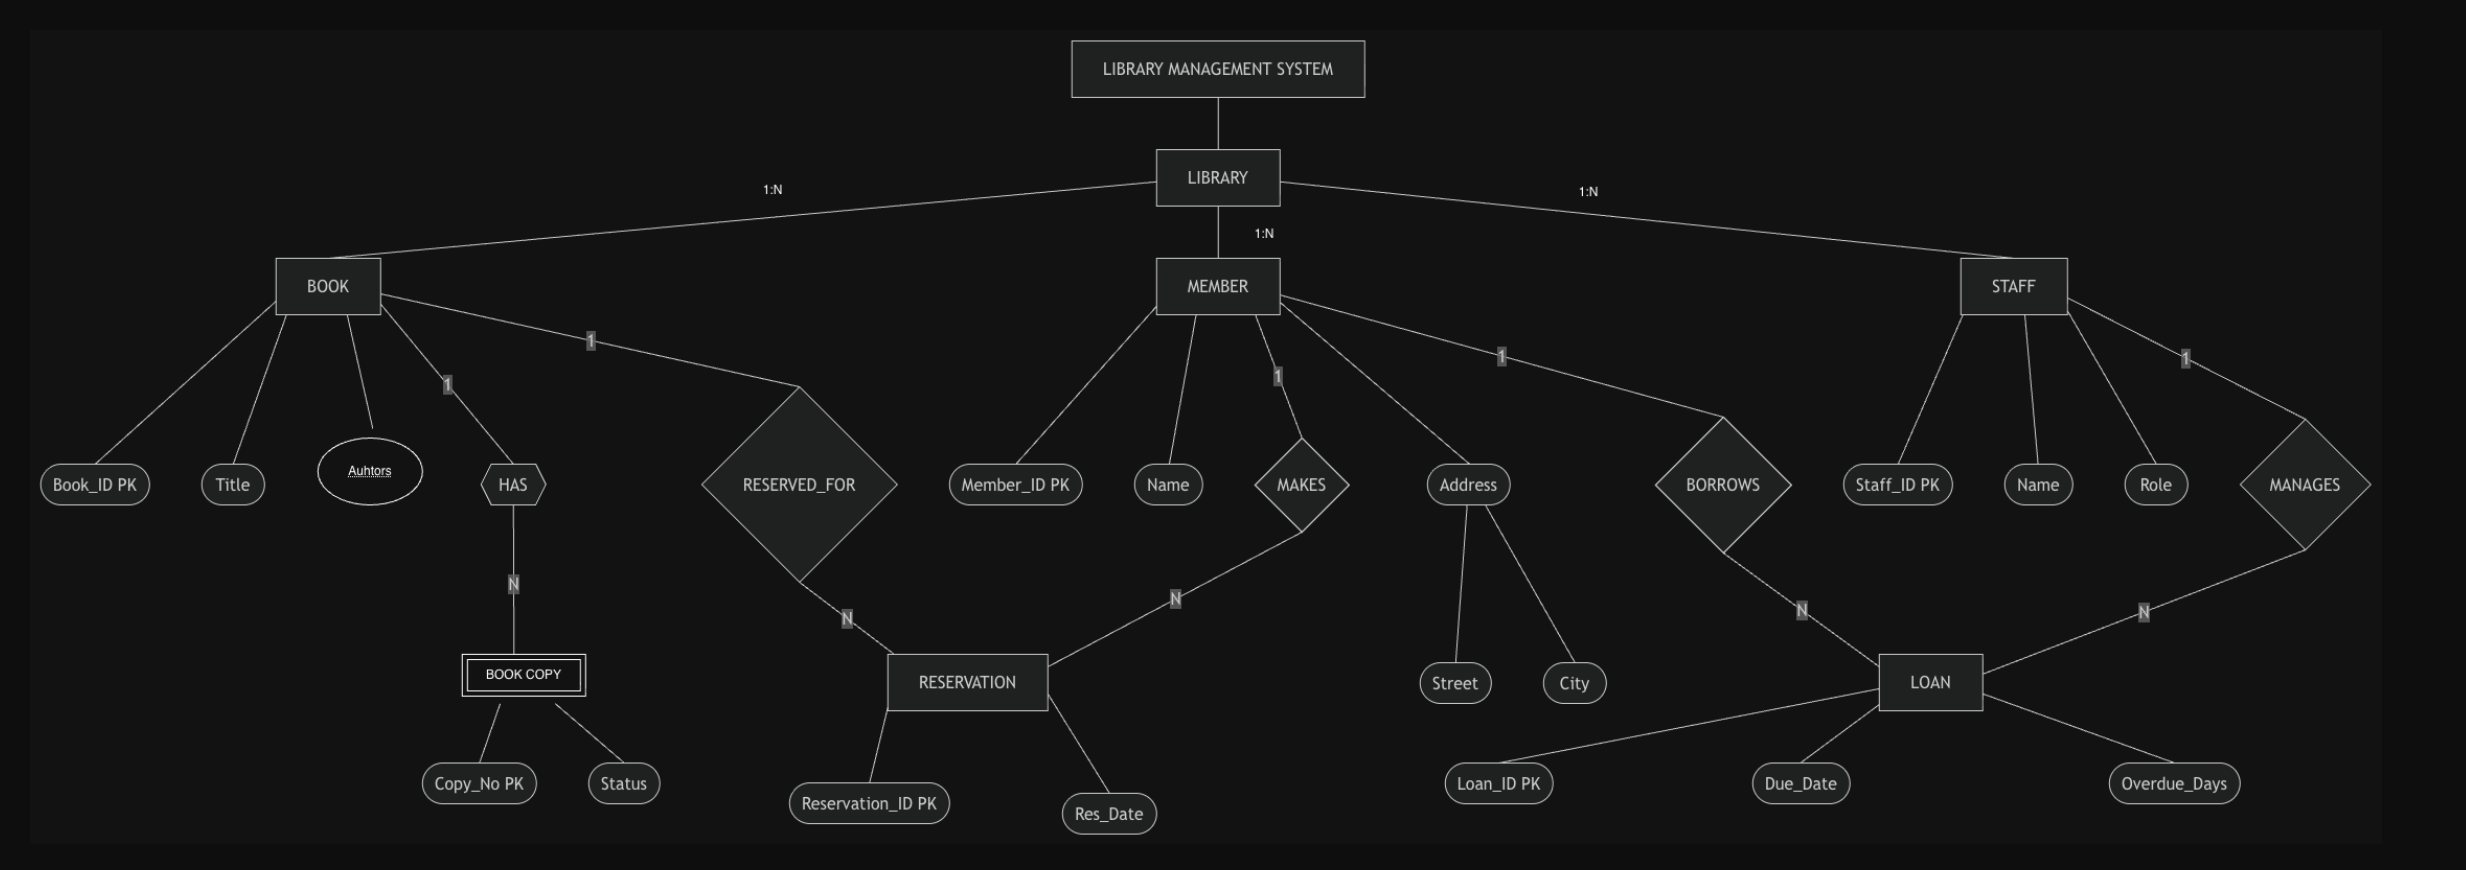 LIBRARY MANAGEMENT SYSTEM
LIBRARY
1:N
1:N
1:N
BOOK
MEMBER
STAFF
1
1
1
1
1
Book_ID PK
Title
Auhtors
HAS
RESERVED_FOR
Member_ID PK
Name
MAKES
Address
BORROWS
Staff_ID PK
Name
Role
MANAGES
N
N
N
N
N
BOOK COPY
RESERVATION
Street
City
LOAN
Copy_No PK
Status
Reservation_ID PK
Res_Date
Loan_ID PK
Due_Date
Overdue_Days